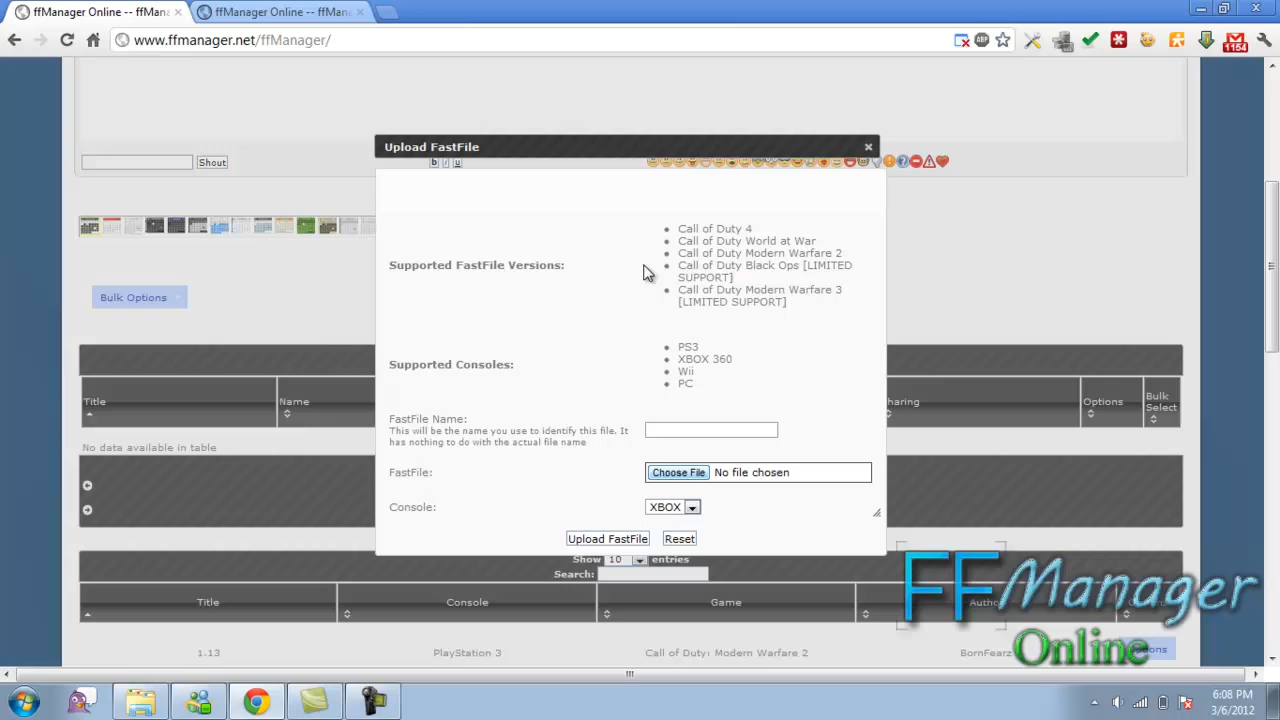 ffManager Online -- ffMan
ffManager Online -- ffMan
www.ffmanager.net/ffManager/
ABP
1154
Upload FastFile
Shout
b i u
Supported FastFile Versions:
Call of Duty 4
Call of Duty World at War
Call of Duty Modern Warfare 2
Call of Duty Black Ops [LIMITED
SUPPORT]
Call of Duty Modern Warfare 3
[LIMITED SUPPORT]
Bulk Options
Supported Consoles:
PS3
XBOX 360
Wii
PC
Title
Name
haring
Options
Bulk
Select
No data available in table
FastFile Name:
This will be the name you use to identify this file. It
has nothing to do with the actual file name
FastFile:
Choose File
No file chosen
Console:
XBOX
Upload FastFile
Reset
Show 10 entries
Search:
Title
Console
Game
Autho
FFManager
Online
1.13
PlayStation 3
Call of Duty: Modern Warfare 2
BornFearz
ions
6:08 PM
3/6/2012